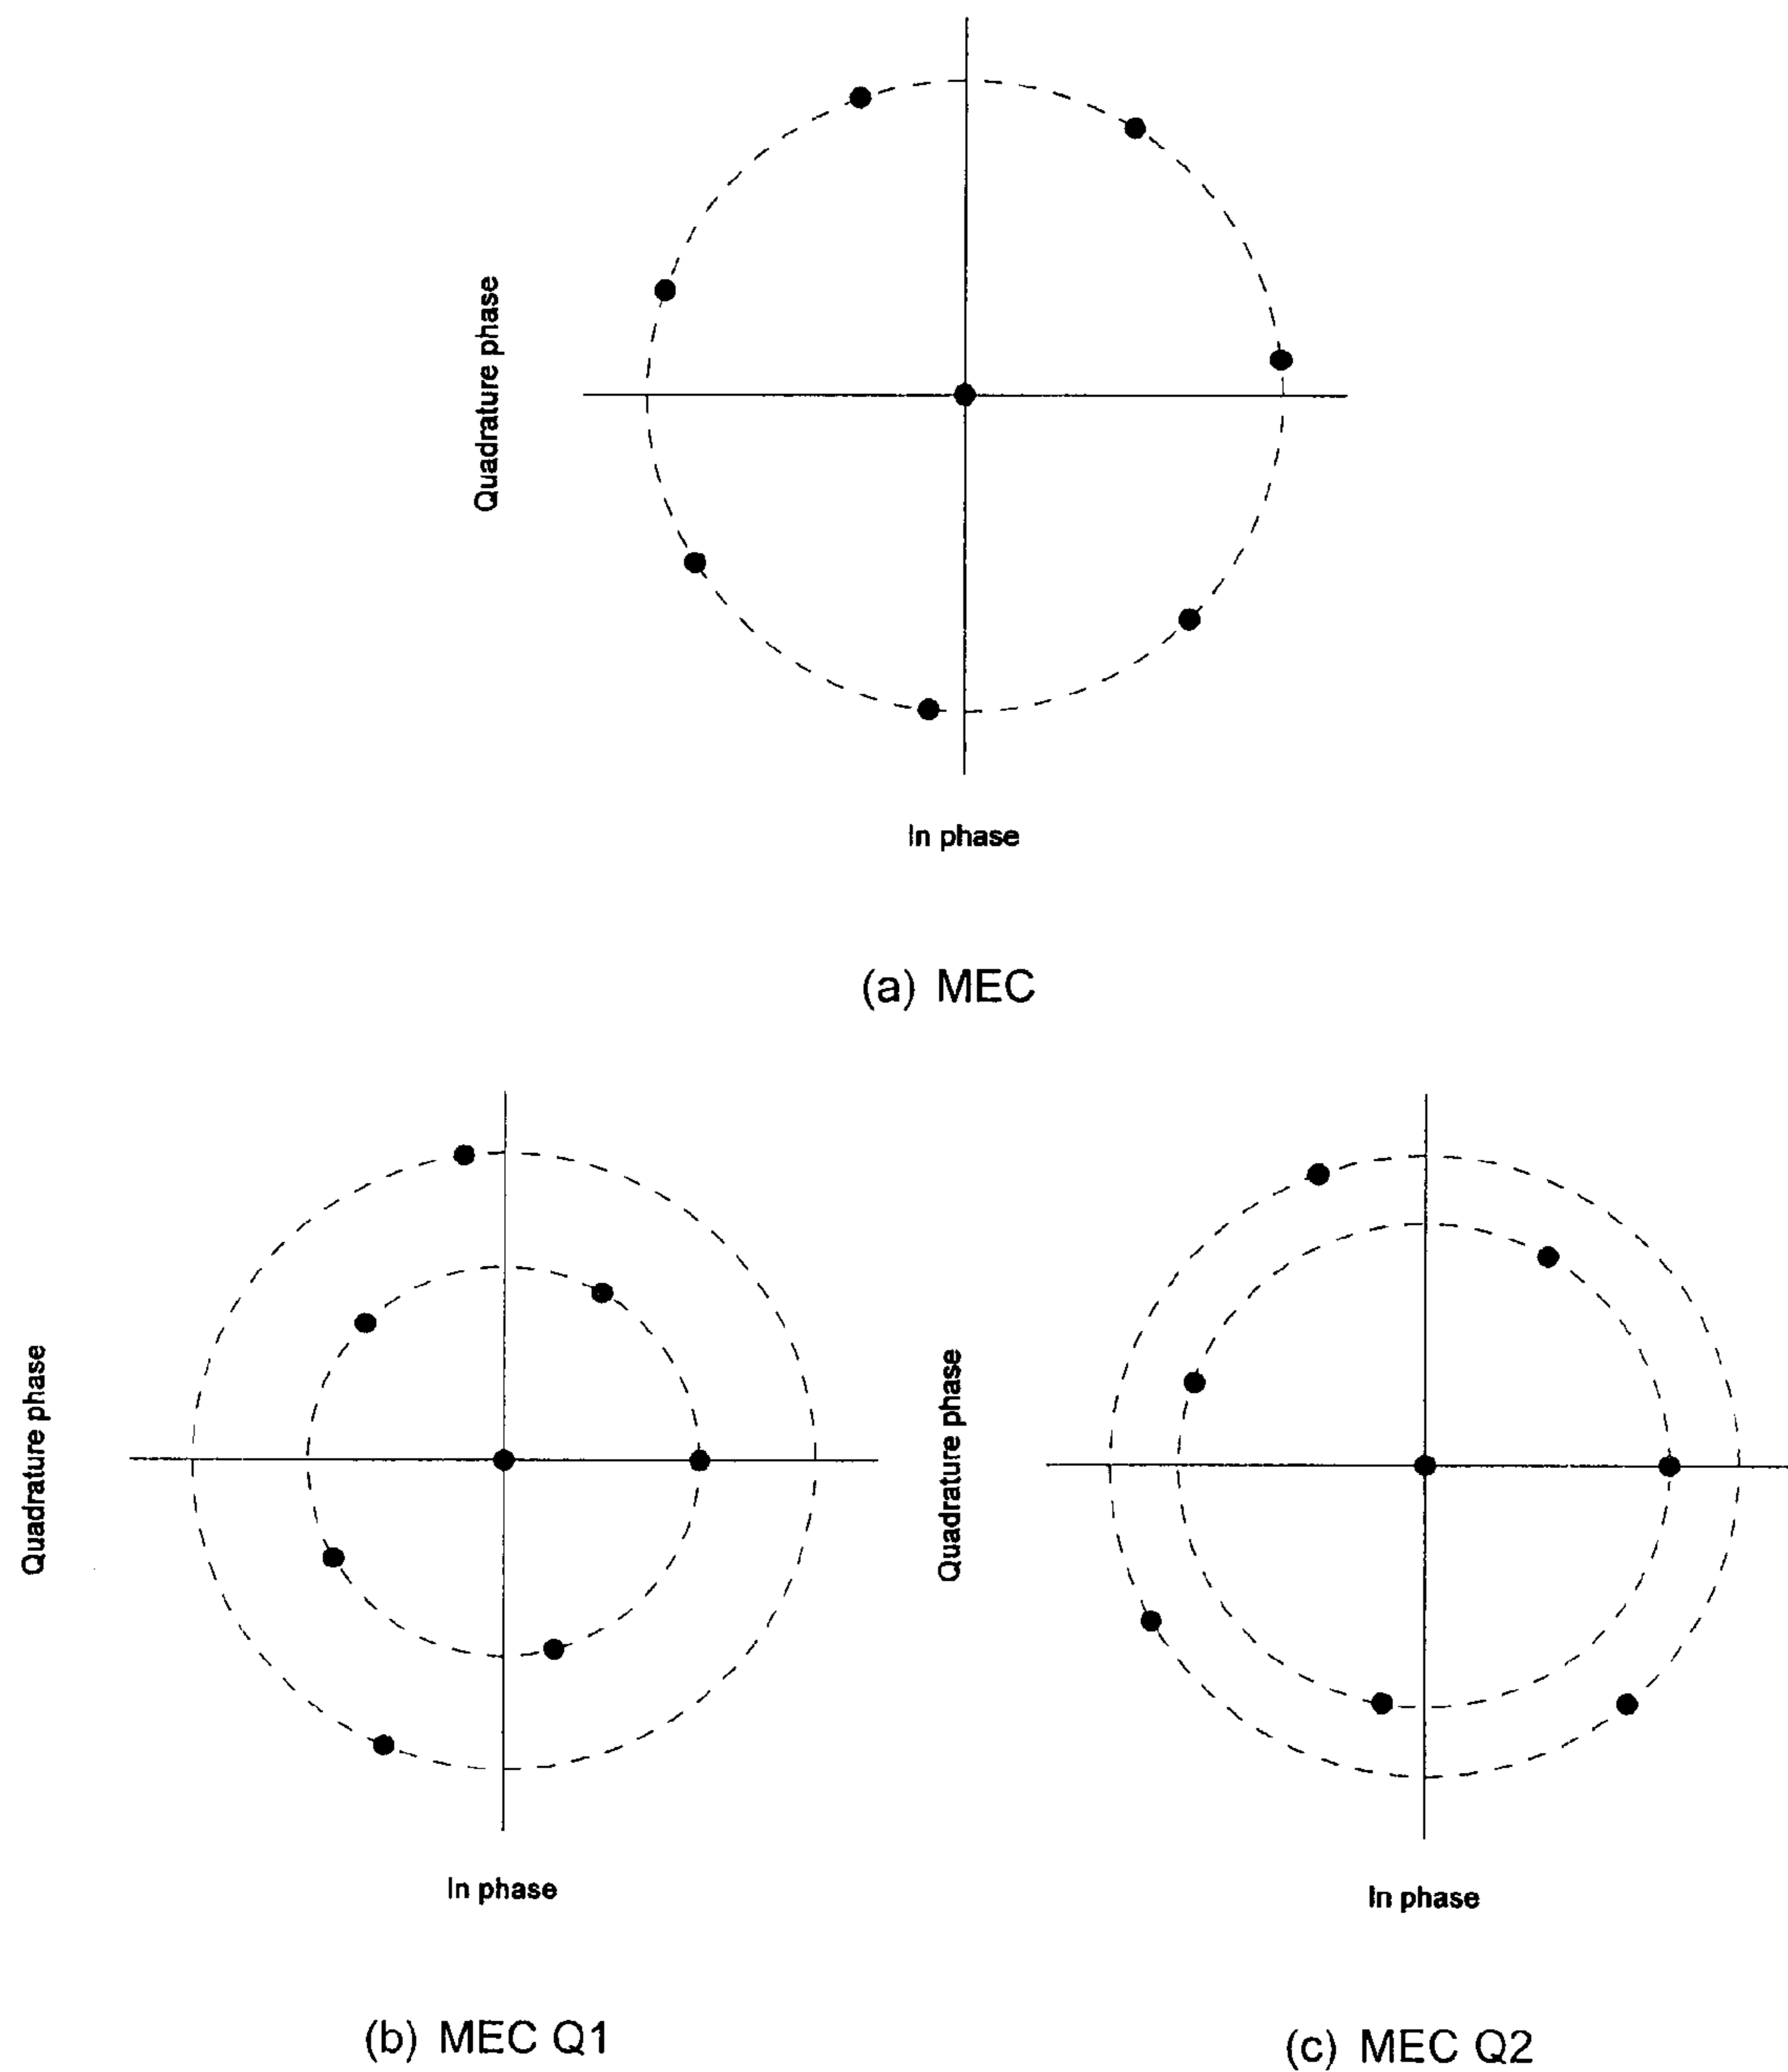 Quadrature phase
In phase
(a) MEC
Quadrature phase
In phase
(b) MEC Q1
Quadrature phase
In phase
(c) MEC Q2